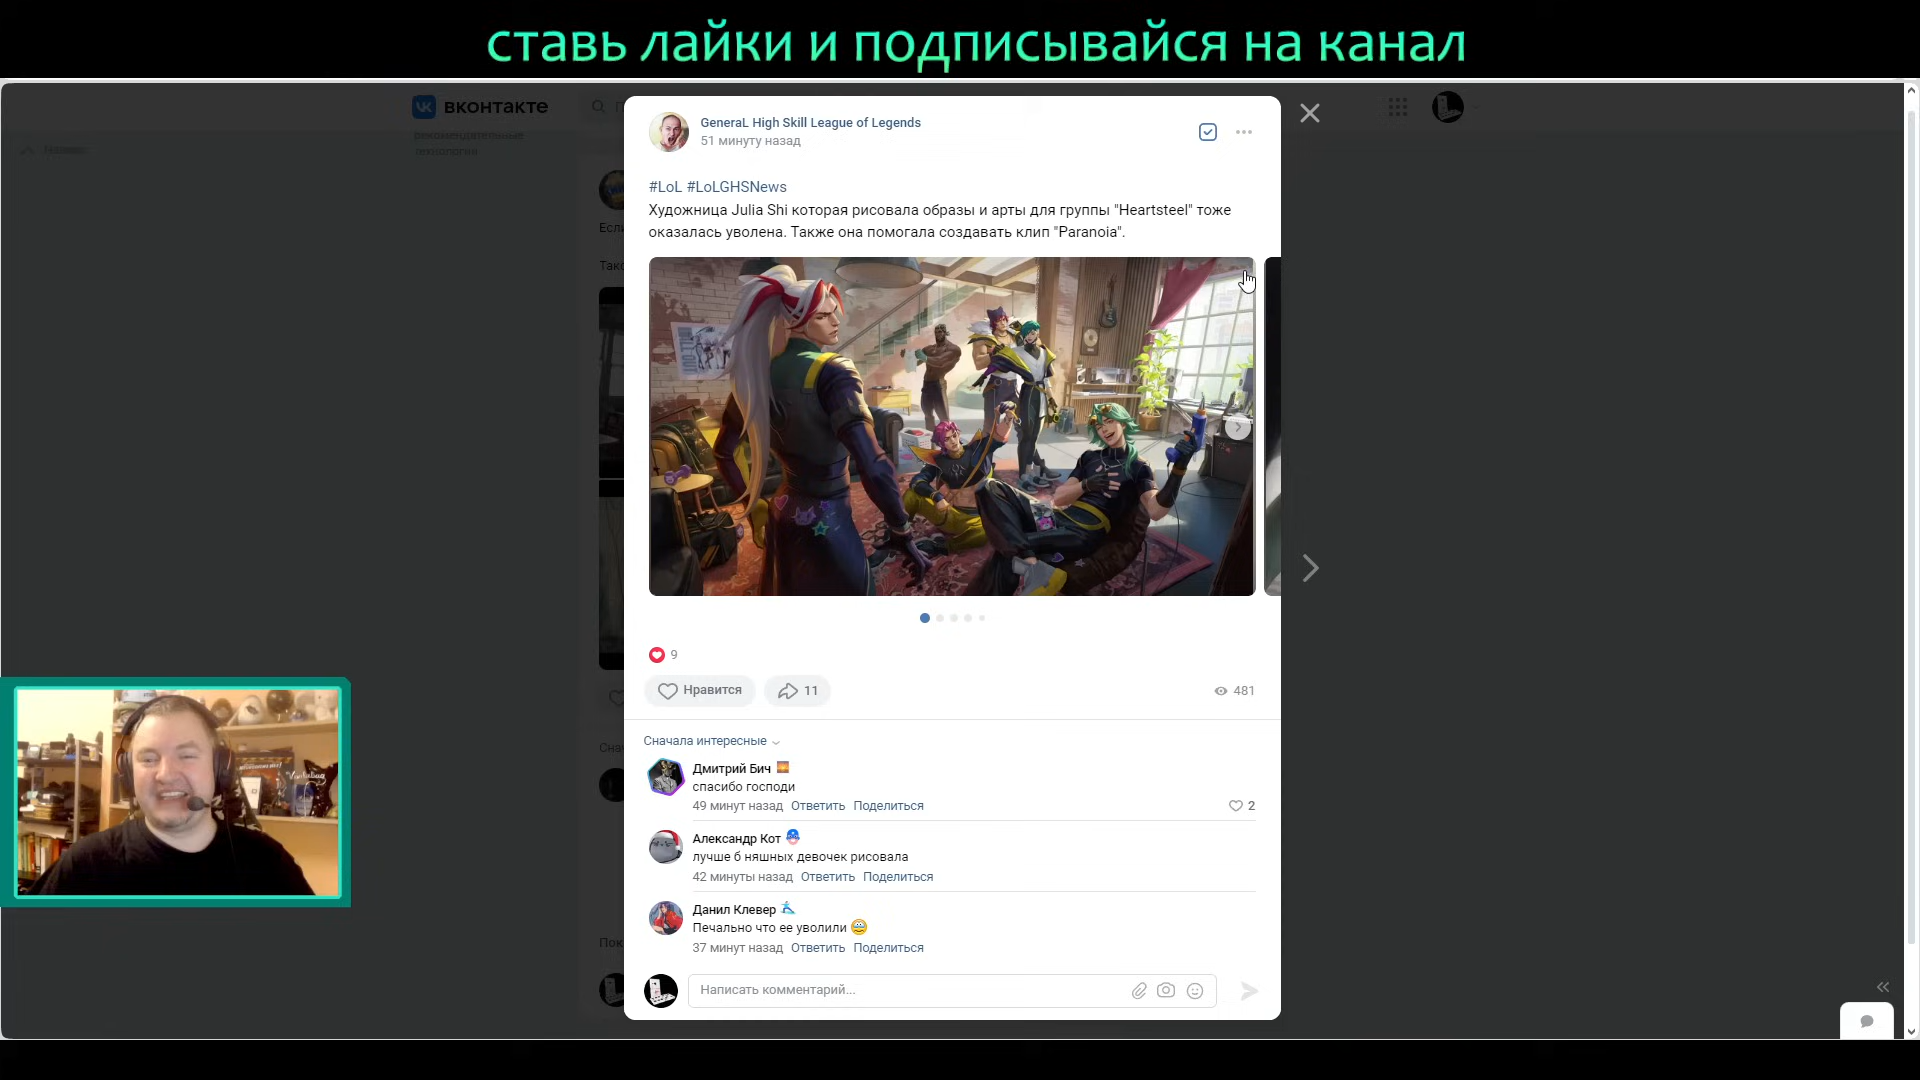 ставь лайки и подписывайся на канал
вконтакте
технологии
GeneraL High Skill League of Legends
51 минуту назад
#LoL #LoLGHSNews
Художница Julia Shi которая рисовала образы и арты для группы "Heartsteel" тоже
оказалась уволена. Также она помогала создавать клип "Paranoia".
9
Нравится
11
481
Сначала интересные
Дмитрий Бич
спасибо господи
49 минут назад Ответить Поделиться
2
Александр Кот
лучше б няшных девочек рисовала
42 минуты назад Ответить Поделиться
Данил Клевер
Печально что ее уволили
37 минут назад Ответить Поделиться
Написать комментарий...